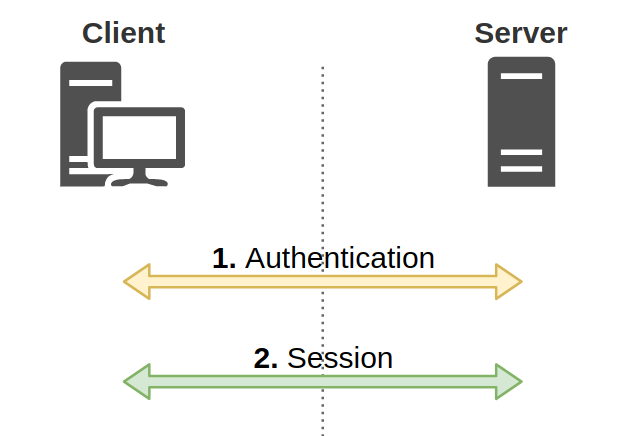 Client
Server
1. Authentication
2. Session